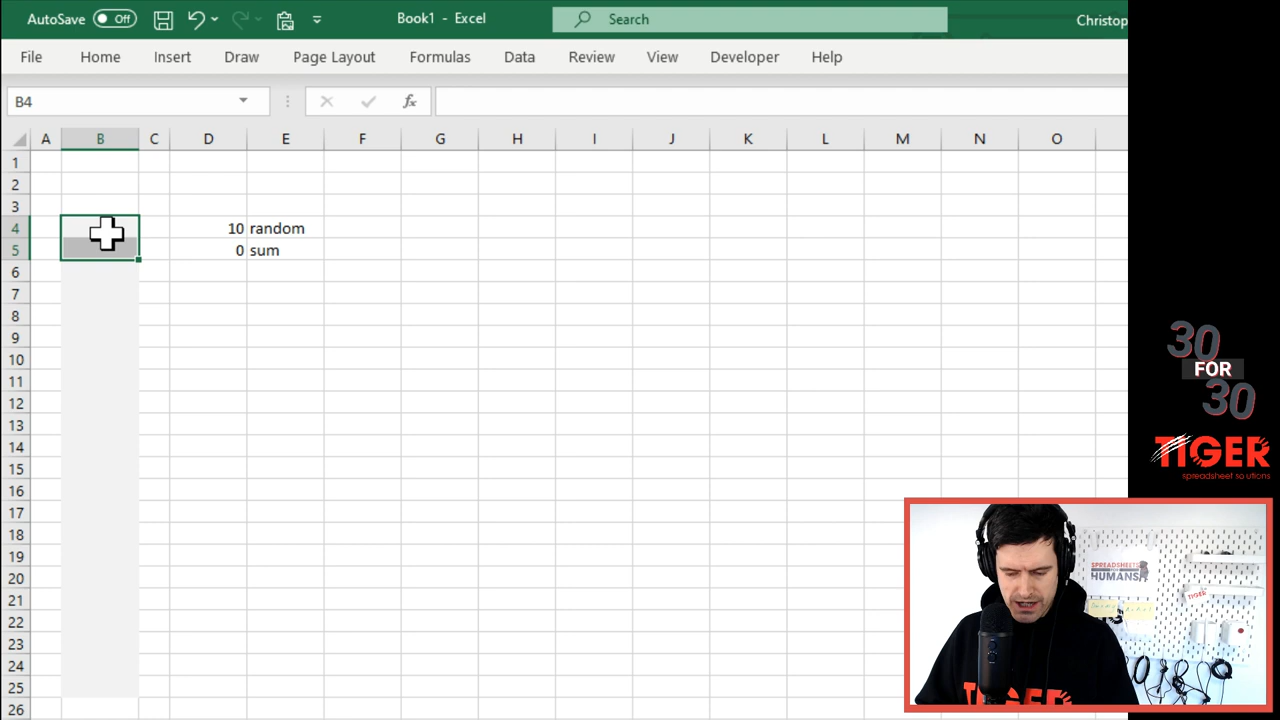 AutoSave Off Book1 - Excel Search Christop
File Home Insert Draw Page Layout Formulas Data Review View Developer Help
B4 fx
A B C D E F G H I J K L M N O
1
2
3
4 10 random
5 0 sum
6
7
8
9
10
11
12
13
14
15
16
17
18
19
20
21
22
23
24
25
26
30
FOR
30
TIGER
spreadsheet solutions
SPREADSHEETS
HUMANS
TIGER
TIGER